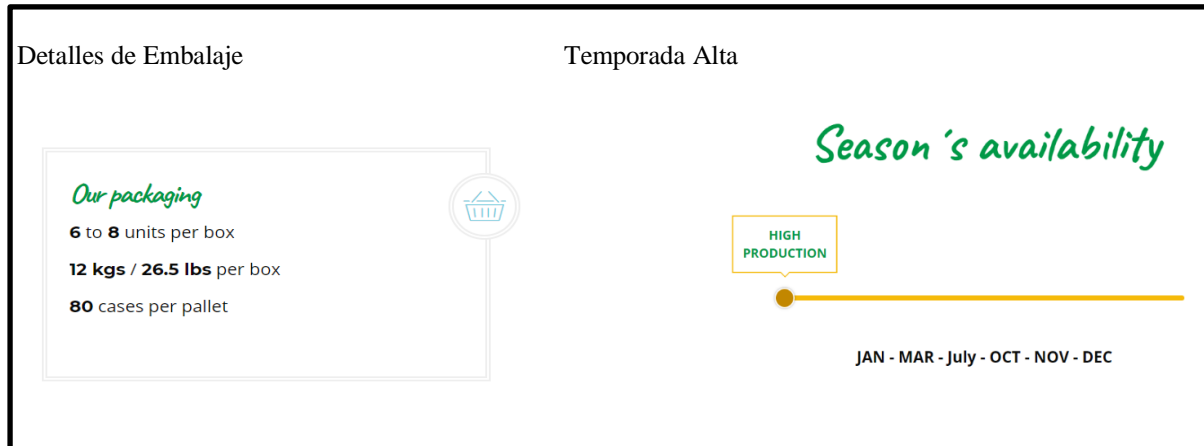 Detalles de Embalaje
Temporada Alta
Our packaging
6 to 8 units per box
12 kgs / 26.5 lbs per box
80 cases per pallet
Season´s availability
HIGH
PRODUCTION
JAN - MAR - July - OCT - NOV - DEC